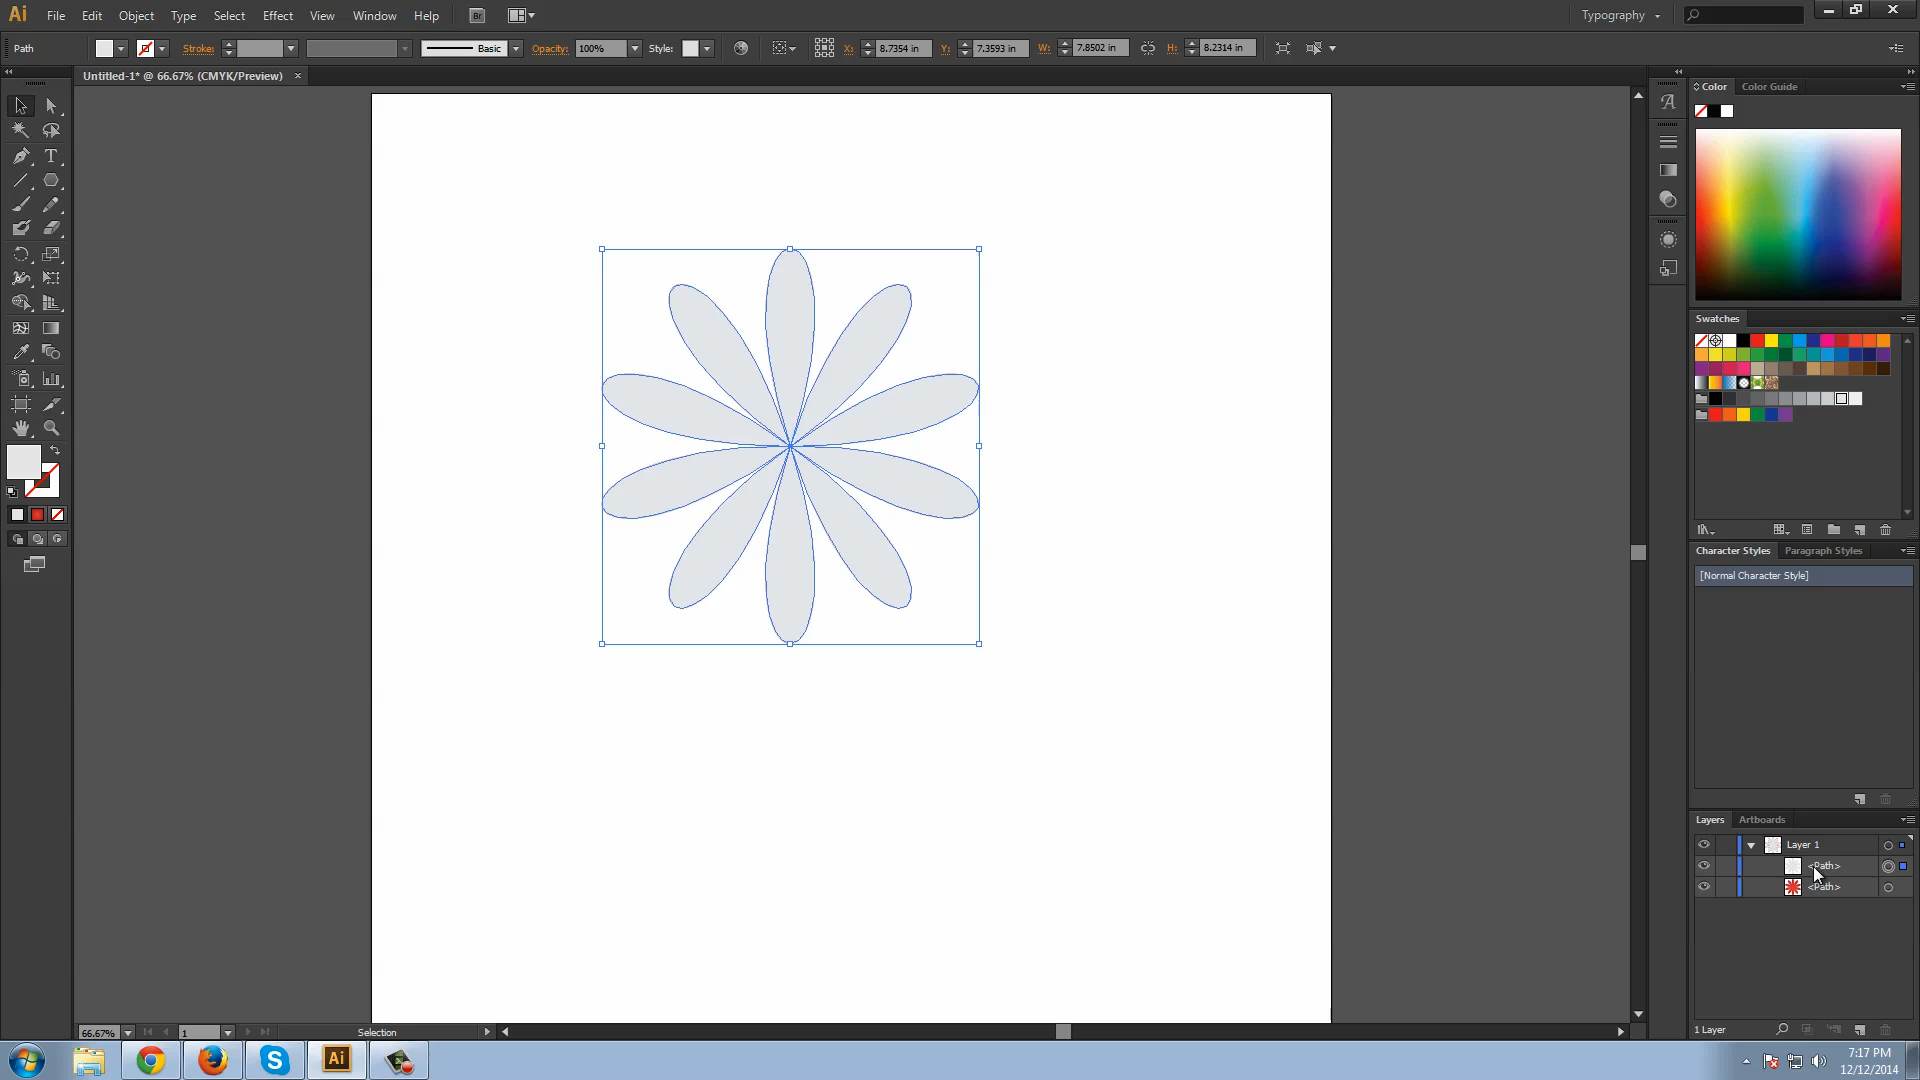 Ai File Edit Object Type Select Effect View Window Help Br Typography
Path Stroke: Basic Opacity: 100% Style: X: 8.7354 in Y: 7.3593 in W: 7.8502 in H: 8.2314 in
Untitled-1* @ 66.67% (CMYK/Preview) ×
Color Color Guide
Swatches
Character Styles Paragraph Styles
[Normal Character Style]
Layers Artboards
Layer 1
<Path>
<Path>
1 Layer
66.67% 1 Selection
Ai
7:17 PM
12/12/2014